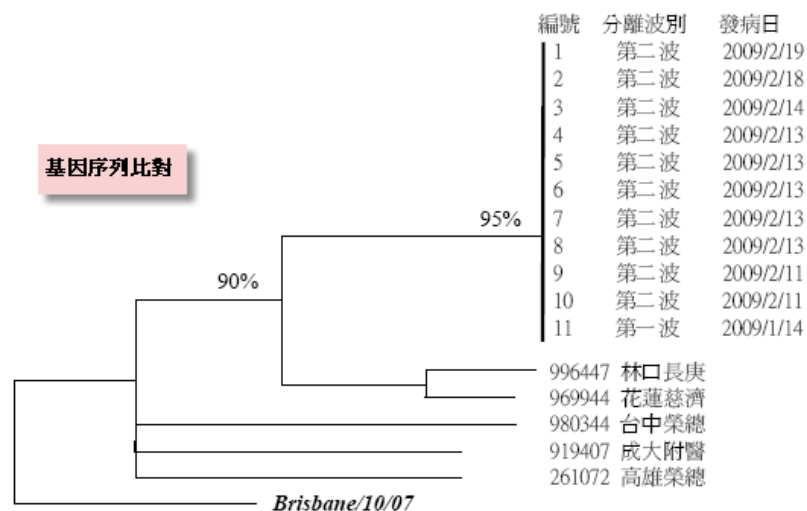 編號 分離波別 發病日
1 第二波 2009/2/19
2 第二波 2009/2/18
3 第二波 2009/2/14
4 第二波 2009/2/13
5 第二波 2009/2/13
6 第二波 2009/2/13
7 第二波 2009/2/13
8 第二波 2009/2/13
9 第二波 2009/2/11
10 第二波 2009/2/11
11 第一波 2009/1/14
基因序列比對
95%
90%
996447 林口長庚
969944 花蓮慈濟
980344 台中榮總
919407 成大附醫
261072 高雄榮總
Brisbane/10/07